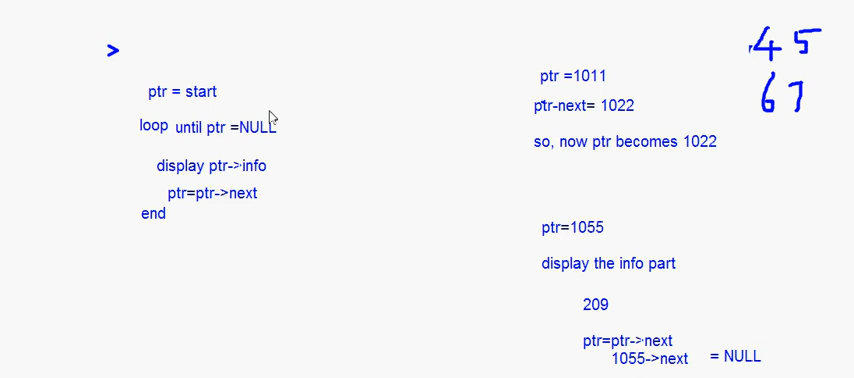 >
ptr = start
loop until ptr =NULL
display ptr->info
ptr=ptr->next
end
ptr =1011
ptr-next= 1022
so, now ptr becomes 1022
ptr=1055
display the info part
209
ptr=ptr->next
1055->next = NULL
45
67